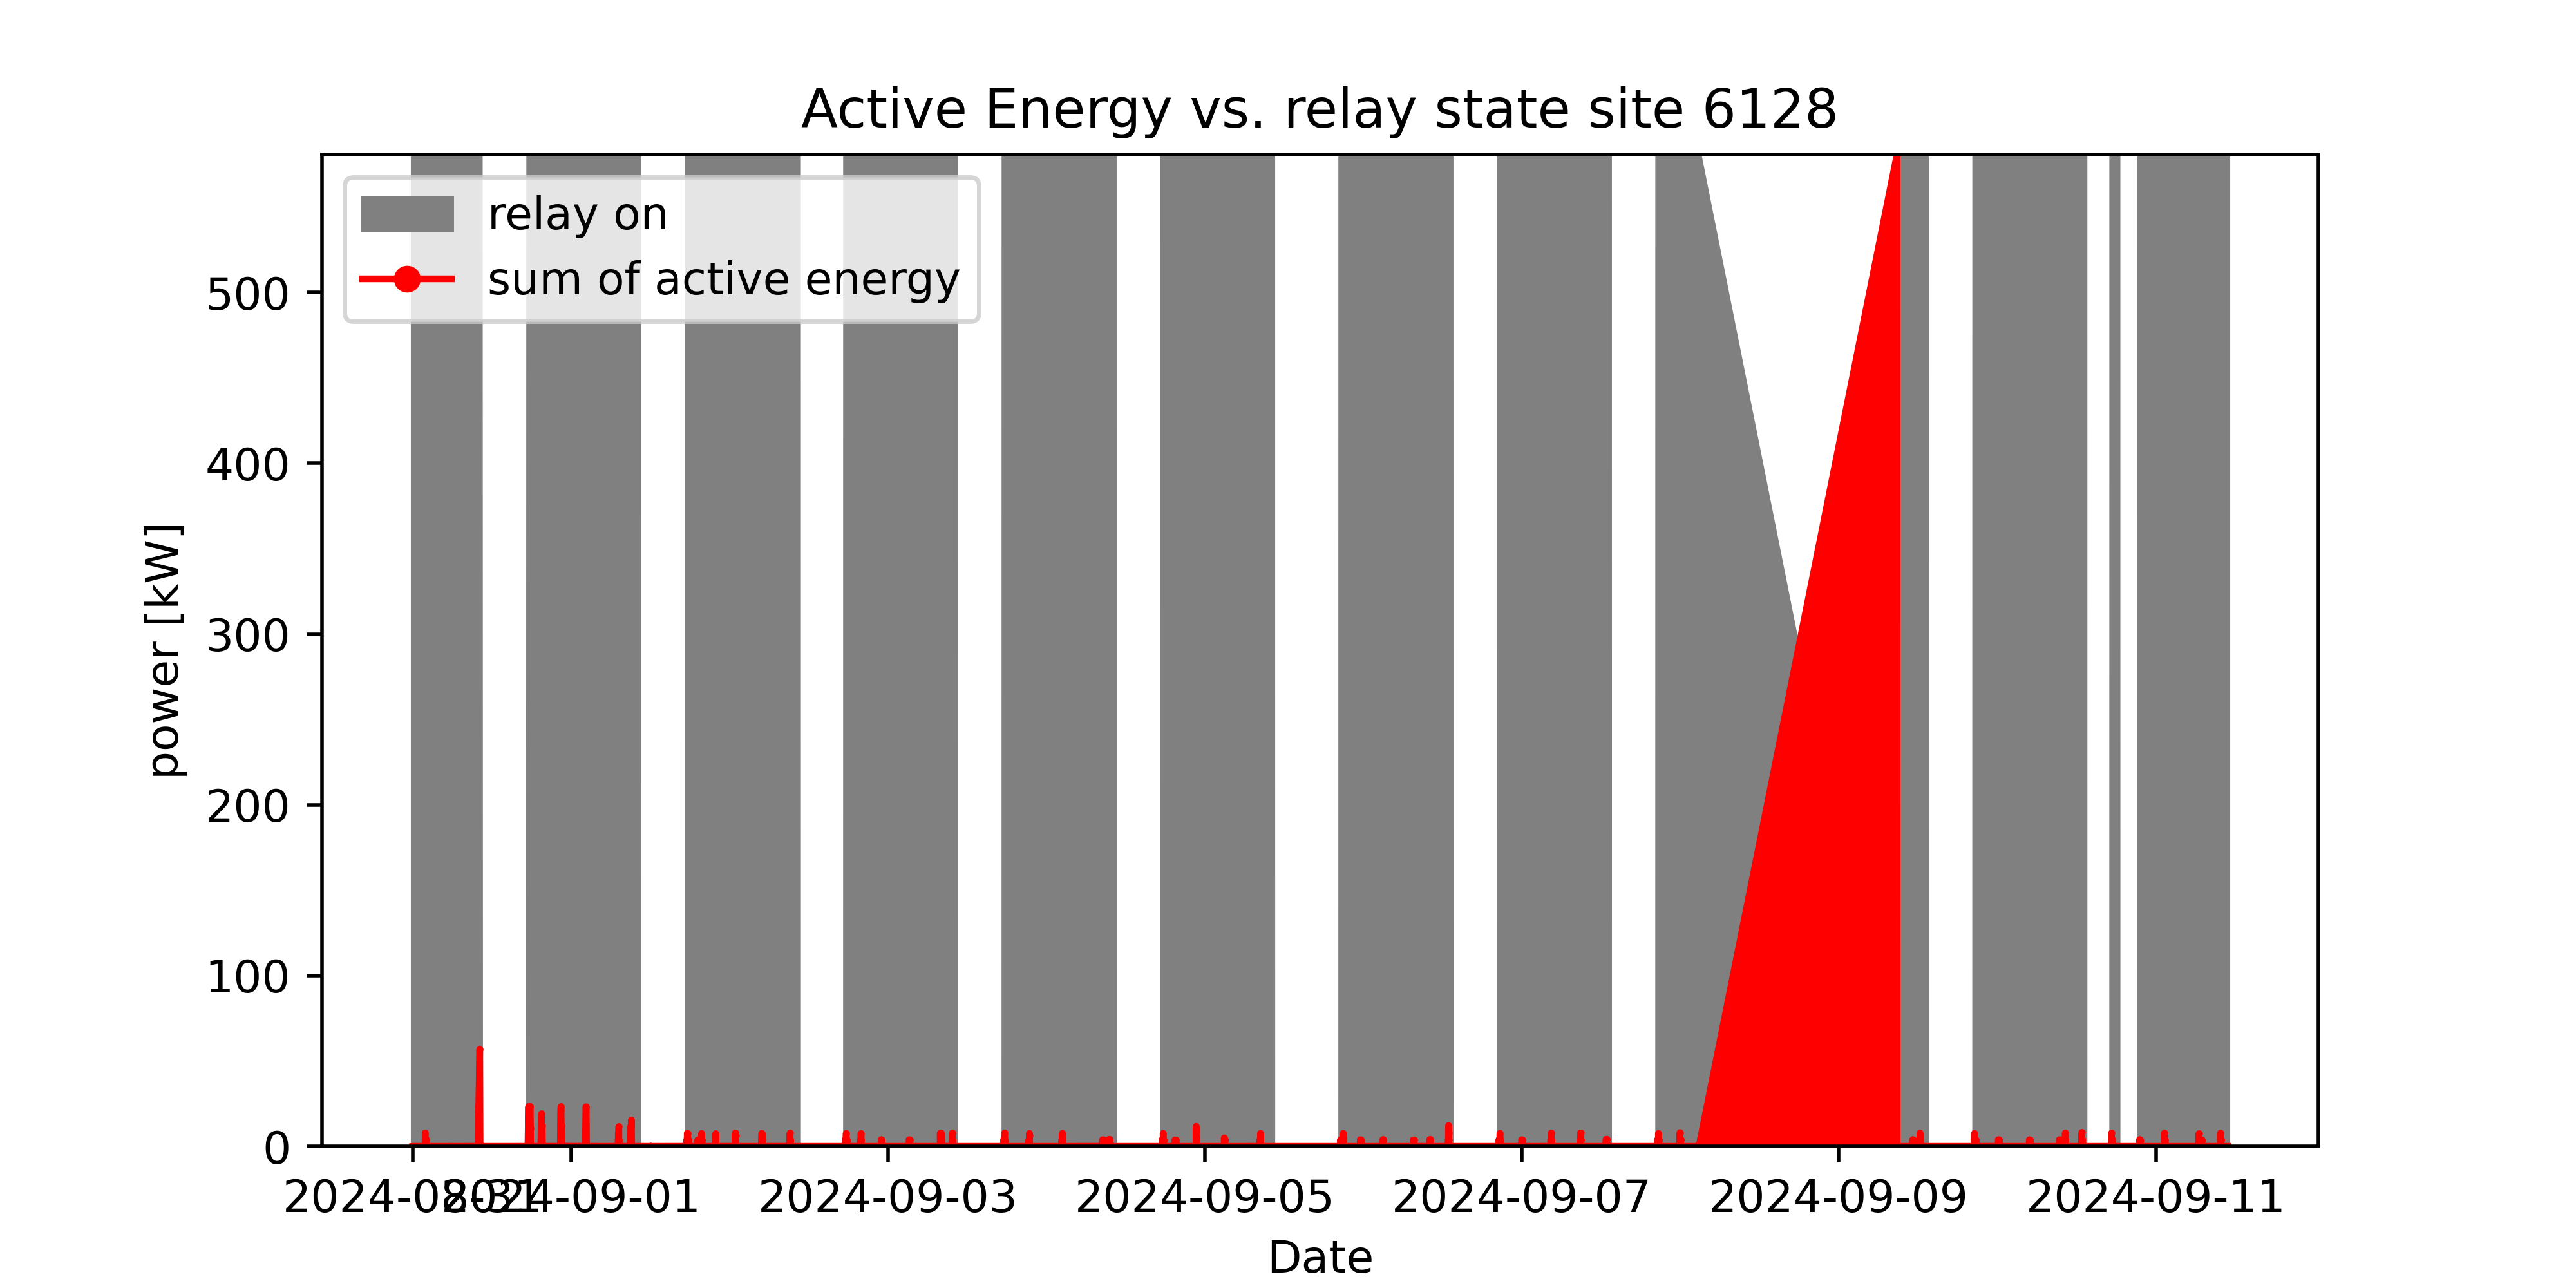 Active Energy vs. relay state site 6128
relay on
sum of active energy
500
400
300
200
100
0
power [kW]
2024-08-31
2024-09-01
2024-09-03
2024-09-05
2024-09-07
2024-09-09
2024-09-11
Date